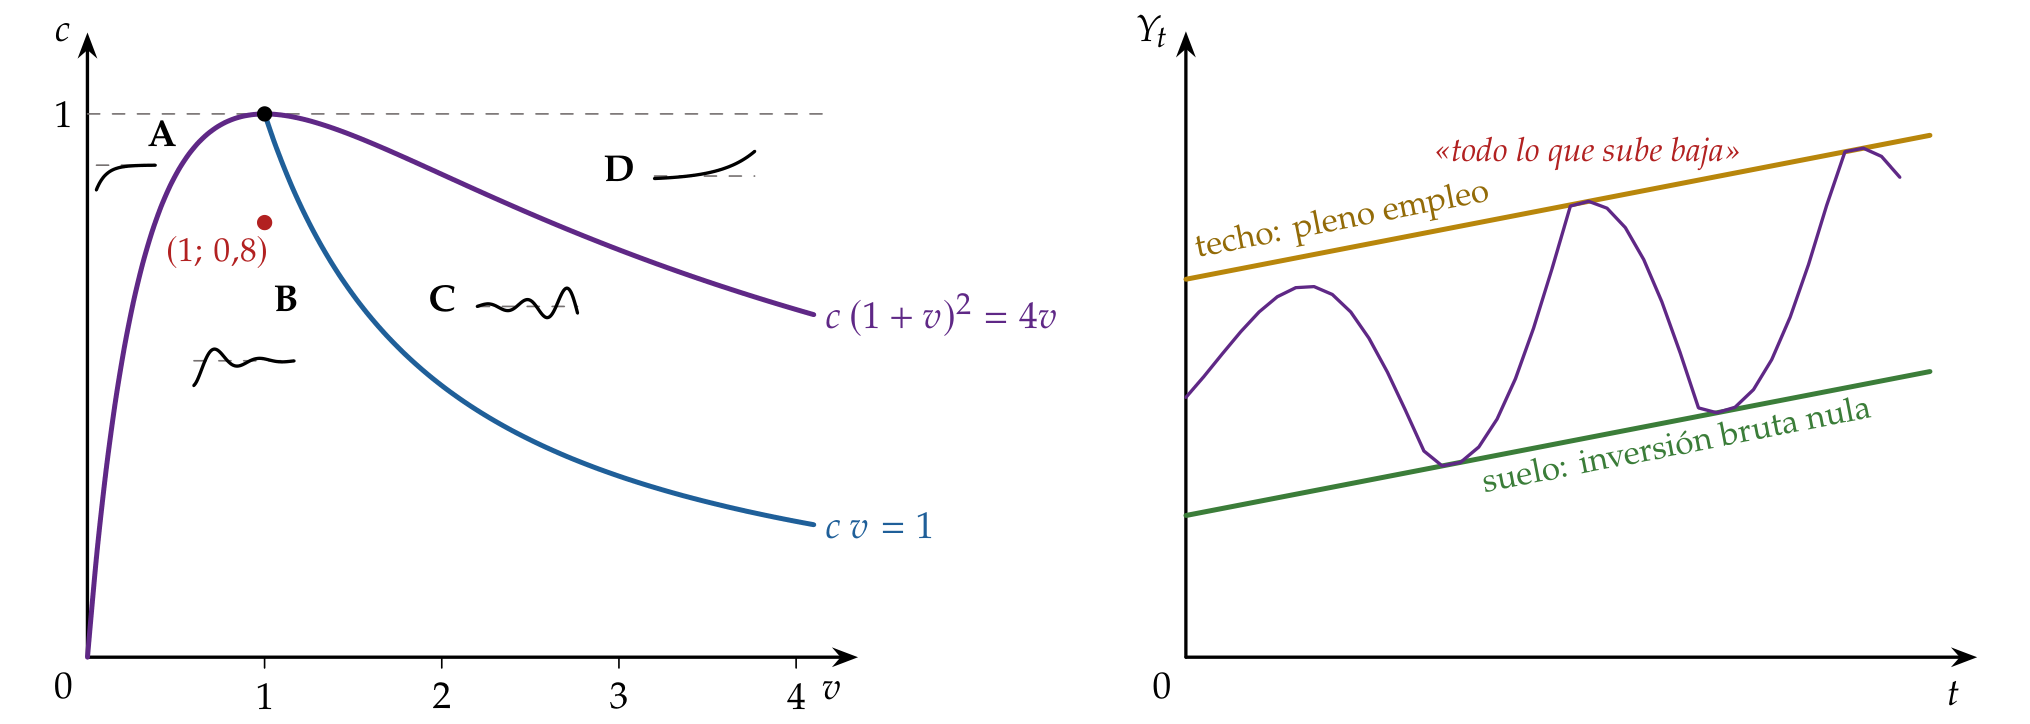 c
1
A
D
(1; 0,8)
B
C
c (1 + v)² = 4v
c v = 1
0
1
2
3
4
v
Yₜ
«todo lo que sube baja»
techo: pleno empleo
suelo: inversión bruta nula
0
t